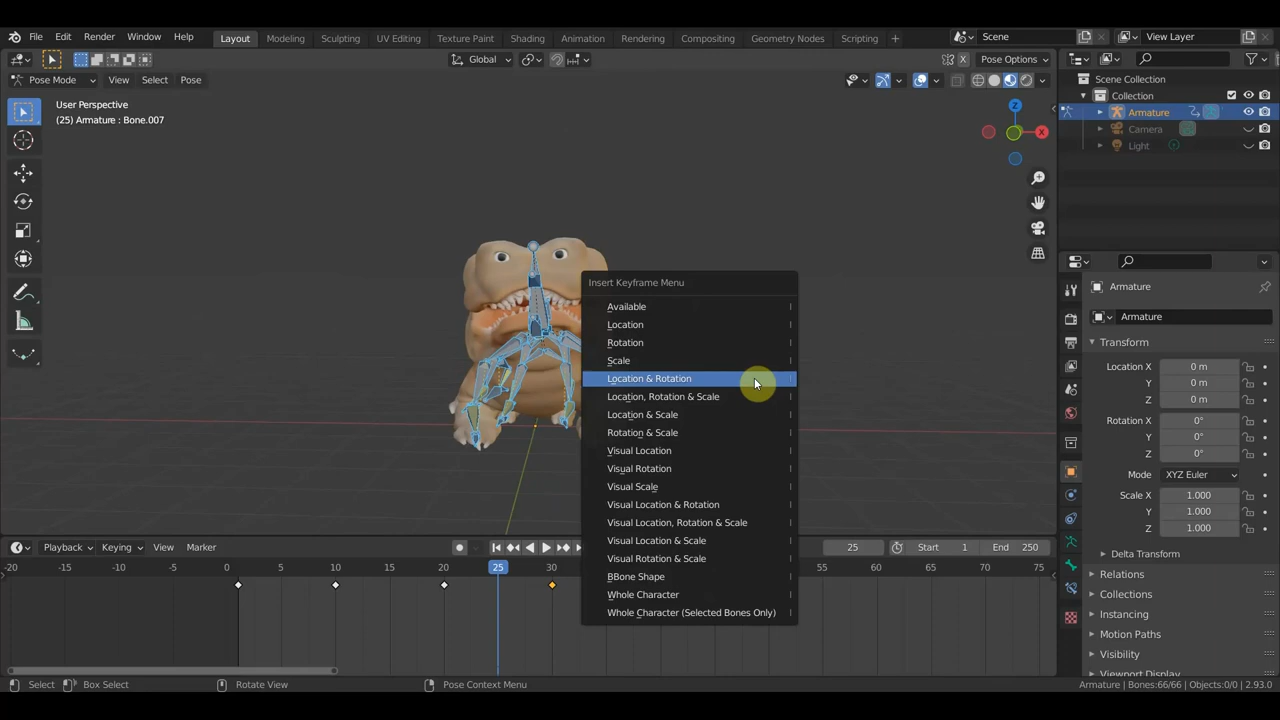 File Edit Render Window Help Layout Modeling Sculpting UV Editing Texture Paint Shading Animation Rendering Compositing Geometry Nodes Scripting + Scene View Layer
Global Pose Options
Pose Mode View Select Pose
User Perspective
(25) Armature : Bone.007
Z
X
Scene Collection
Collection
Armature
Camera
Light
Insert Keyframe Menu
Available I
Location I
Rotation I
Scale I
Location & Rotation I
Location, Rotation & Scale I
Location & Scale I
Rotation & Scale I
Visual Location I
Visual Rotation I
Visual Scale I
Visual Location & Rotation I
Visual Location, Rotation & Scale I
Visual Location & Scale I
Visual Rotation & Scale I
BBone Shape I
Whole Character I
Whole Character (Selected Bones Only) I
Armature
Armature
Transform
Location X 0 m
Y 0 m
Z 0 m
Rotation X 0°
Y 0°
Z 0°
Mode XYZ Euler
Scale X 1.000
Y 1.000
Z 1.000
Delta Transform
Relations
Collections
Instancing
Motion Paths
Visibility
Viewport Display
Playback Keying View Marker 25 Start 1 End 250
-20 -15 -10 -5 0 5 10 15 20 25 30 55 60 65 70 75
Select Box Select Rotate View Pose Context Menu Armature | Bones:66/66 | Objects:0/0 | 2.93.0